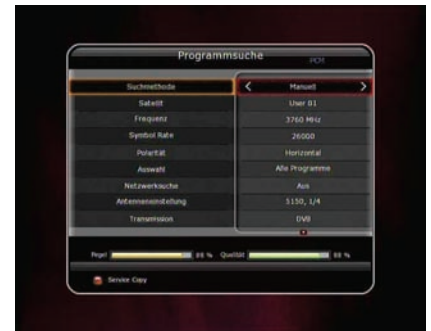 Programmsuche
Suchmethode Manuell
Satellit User 01
Frequenz 3760 MHz
Symbol Rate 26000
Polarität Horizontal
Auswahl Alle Programme
Netzwerksuche Aus
Antenneneinstellung 5150, 1/4
Transmission DVB
Pegel 86 % Qualität 88 %
Service Copy